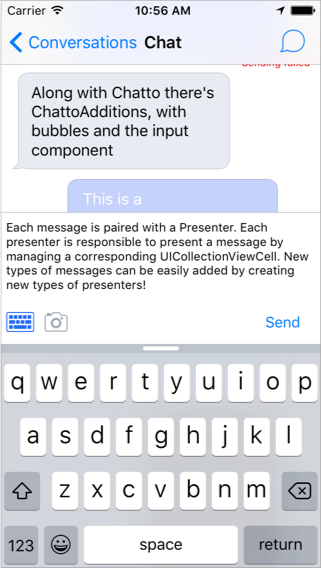 Carrier 10:56 AM
Conversations Chat
Sending failed
Along with Chatto there's
ChattoAdditions, with
bubbles and the input
component
This is a
Each message is paired with a Presenter. Each
presenter is responsible to present a message by
managing a corresponding UICollectionViewCell. New
types of messages can be easily added by creating
new types of presenters!
Send
q w e r t y u i o p
a s d f g h j k l
z x c v b n m
123 space return